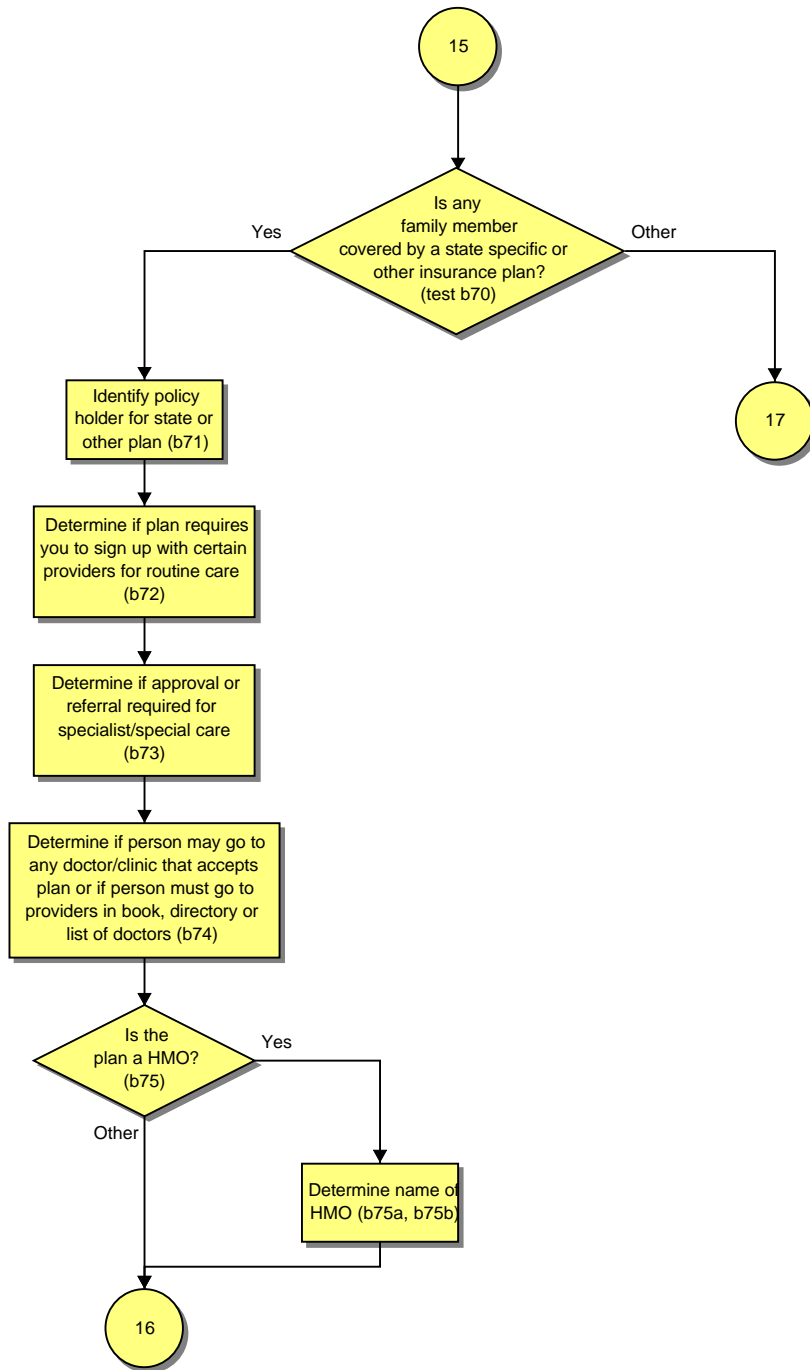 15
Is any
family member
covered by a state specific or
other insurance plan?
(test b70)
Yes
Other
Identify policy
holder for state or
other plan (b71)
17
Determine if plan requires
you to sign up with certain
providers for routine care
(b72)
Determine if approval or
referral required for
specialist/special care
(b73)
Determine if person may go to
any doctor/clinic that accepts
plan or if person must go to
providers in book, directory or
list of doctors (b74)
Is the
plan a HMO?
(b75)
Yes
Other
Determine name of
HMO (b75a, b75b)
16